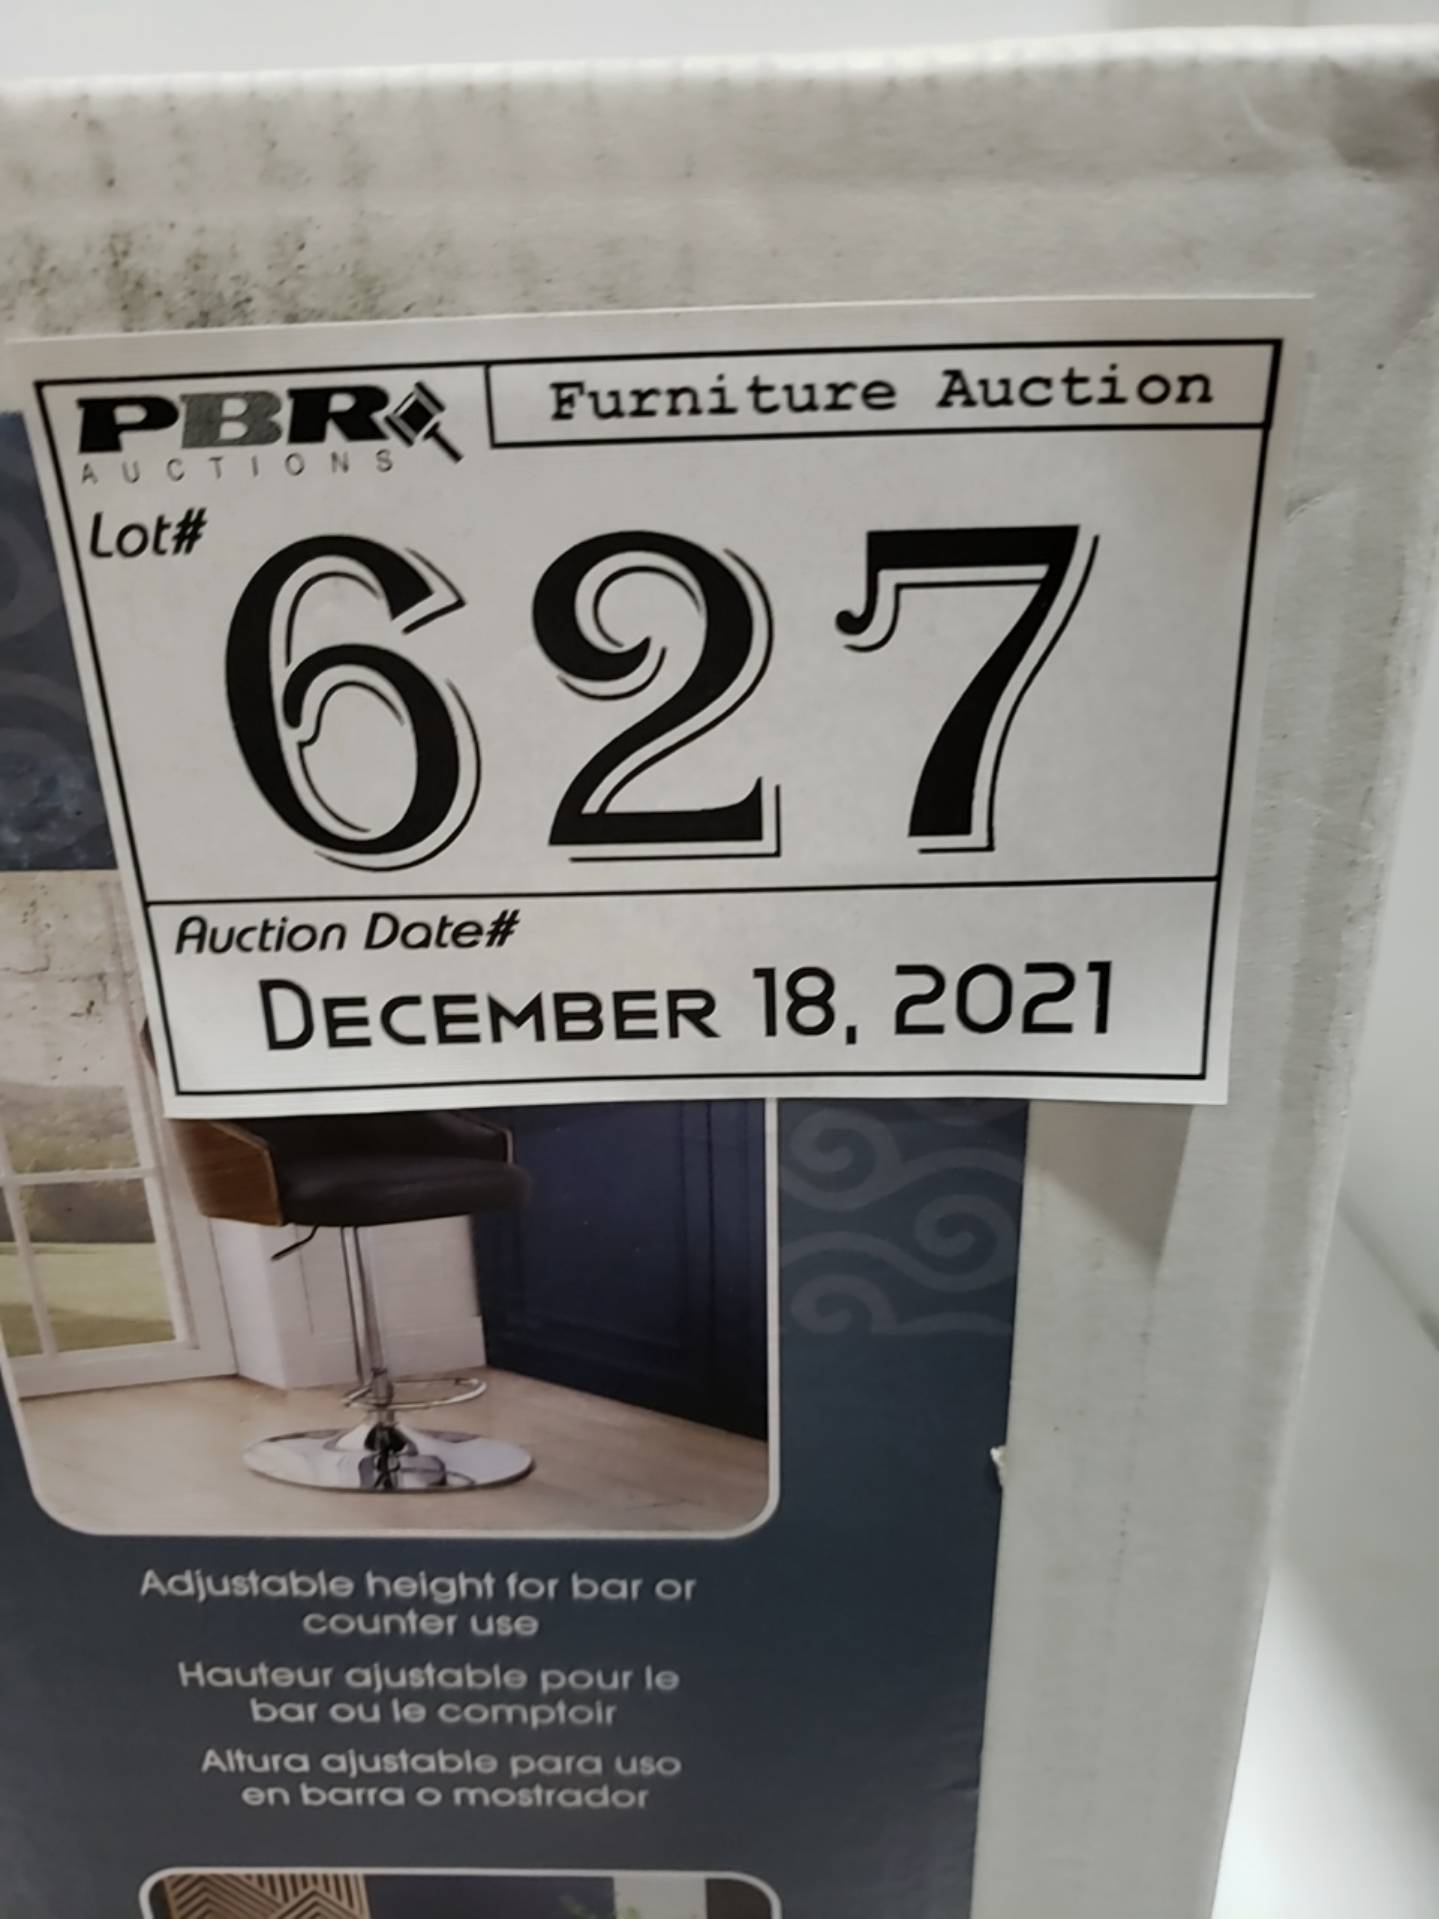 PBR
AUCTIONS
Furniture Auction
Lot#
627
Auction Date#
DECEMBER 18, 2021
Adjustable height for bar or
counter use
Hauteur ajustable pour le
bar ou le comptoir
Altura ajustable para uso
en barra o mostrador